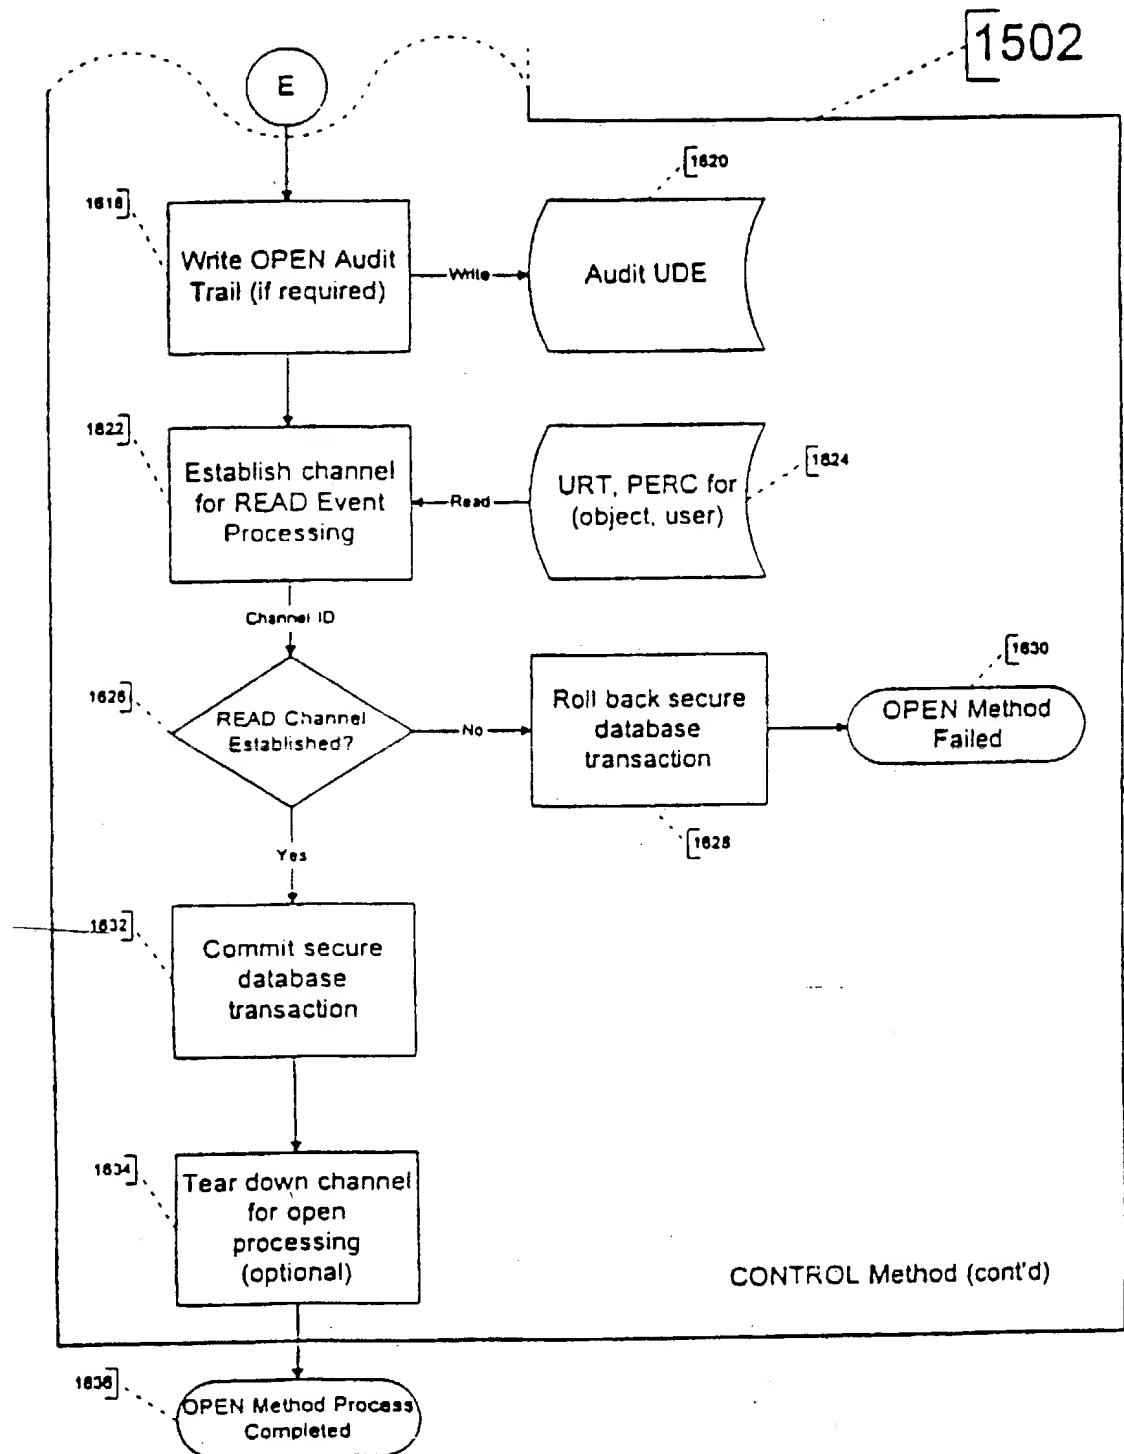 1502
E
1618
Write OPEN Audit
Trail (if required)
Write
1620
Audit UDE
1622
Establish channel
for READ Event
Processing
Read
URT, PERC for
(object, user)
1624
Channel ID
1626
READ Channel
Established?
No
Roll back secure
database
transaction
1628
1630
OPEN Method
Failed
Yes
1632
Commit secure
database
transaction
1634
Tear down channel
for open
processing
(optional)
CONTROL Method (cont'd)
1636
OPEN Method Process
Completed